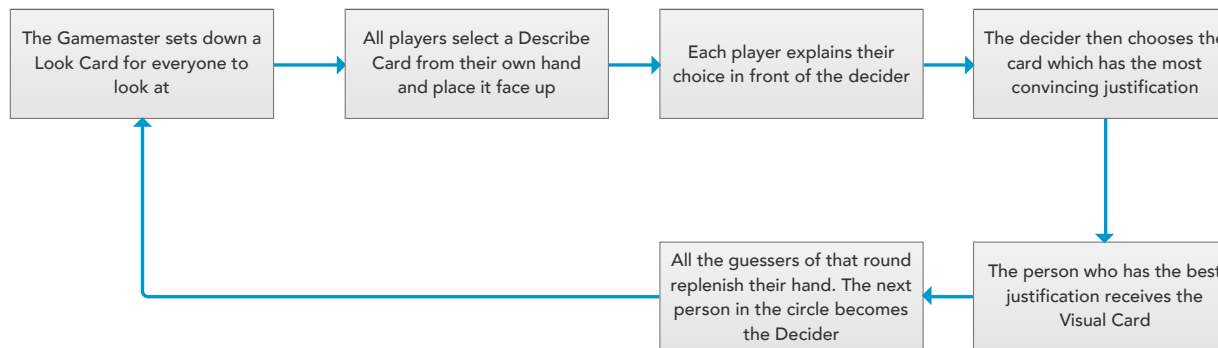 The Gamemaster sets down a
Look Card for everyone to
look at
All players select a Describe
Card from their own hand
and place it face up
Each player explains their
choice in front of the decider
The decider then chooses the
card which has the most
convincing justification
All the guessers of that round
replenish their hand. The next
person in the circle becomes
the Decider
The person who has the best
justification receives the
Visual Card